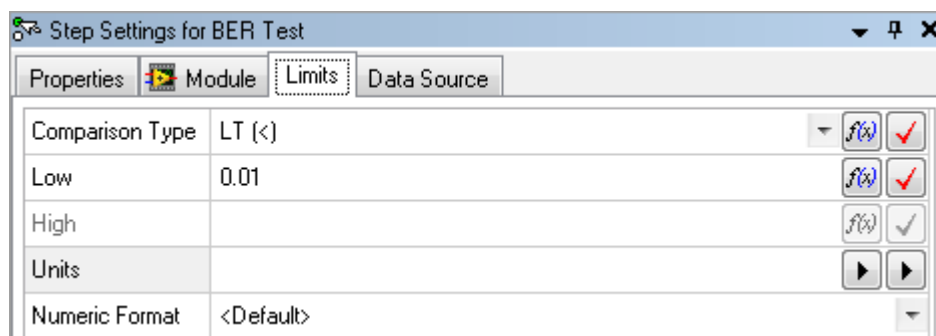 Step Settings for BER Test
Properties Module Limits Data Source
Comparison Type LT (<) f(x)
Low 0.01 f(x)
High f(x)
Units
Numeric Format <Default>